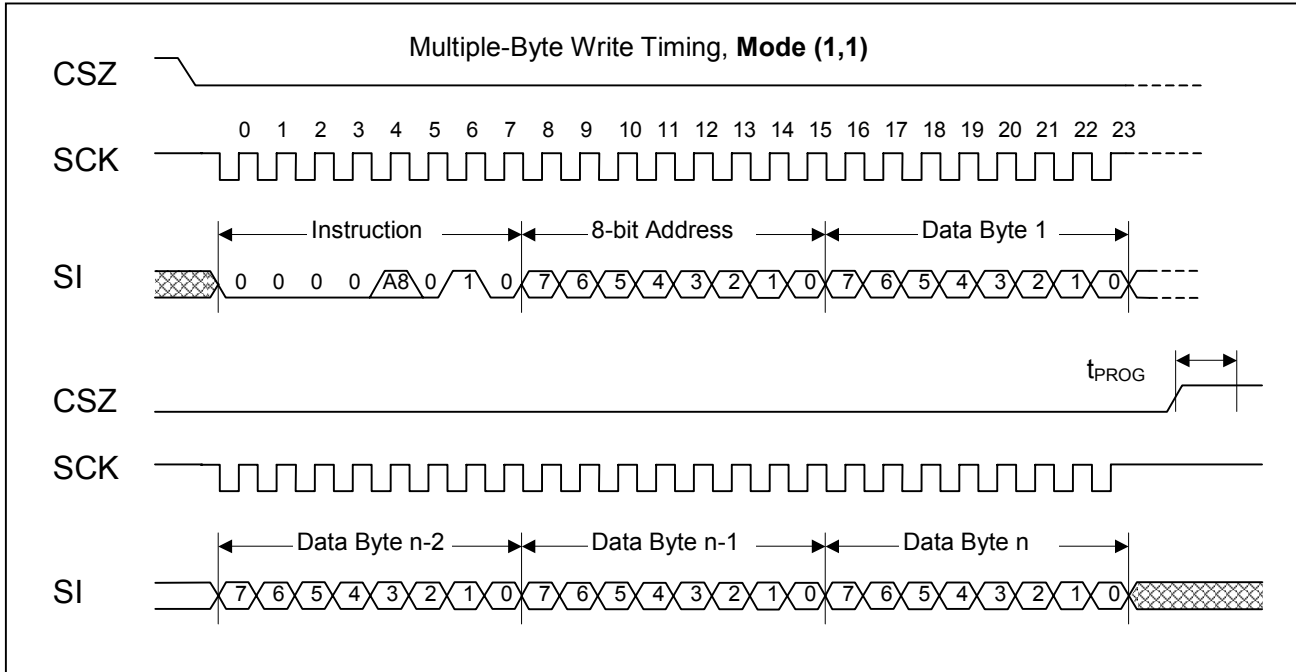 Multiple-Byte Write Timing, Mode (1,1)
CSZ
0 1 2 3 4 5 6 7 8 9 10 11 12 13 14 15 16 17 18 19 20 21 22 23
SCK
Instruction 8-bit Address Data Byte 1
SI 0 0 0 0 A8 0 1 0 7 6 5 4 3 2 1 0 7 6 5 4 3 2 1 0
tPROG
CSZ
SCK
Data Byte n-2 Data Byte n-1 Data Byte n
SI 7 6 5 4 3 2 1 0 7 6 5 4 3 2 1 0 7 6 5 4 3 2 1 0